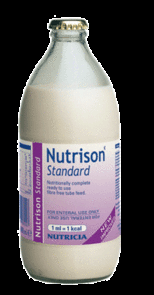 Nutrison
Standard
Nutritionally complete
ready to use
fibre free tube feed.
FOR ENTERAL USE ONLY
1 ml = 1 kcal
NUTRICIA
Nutrison Standard
NEW